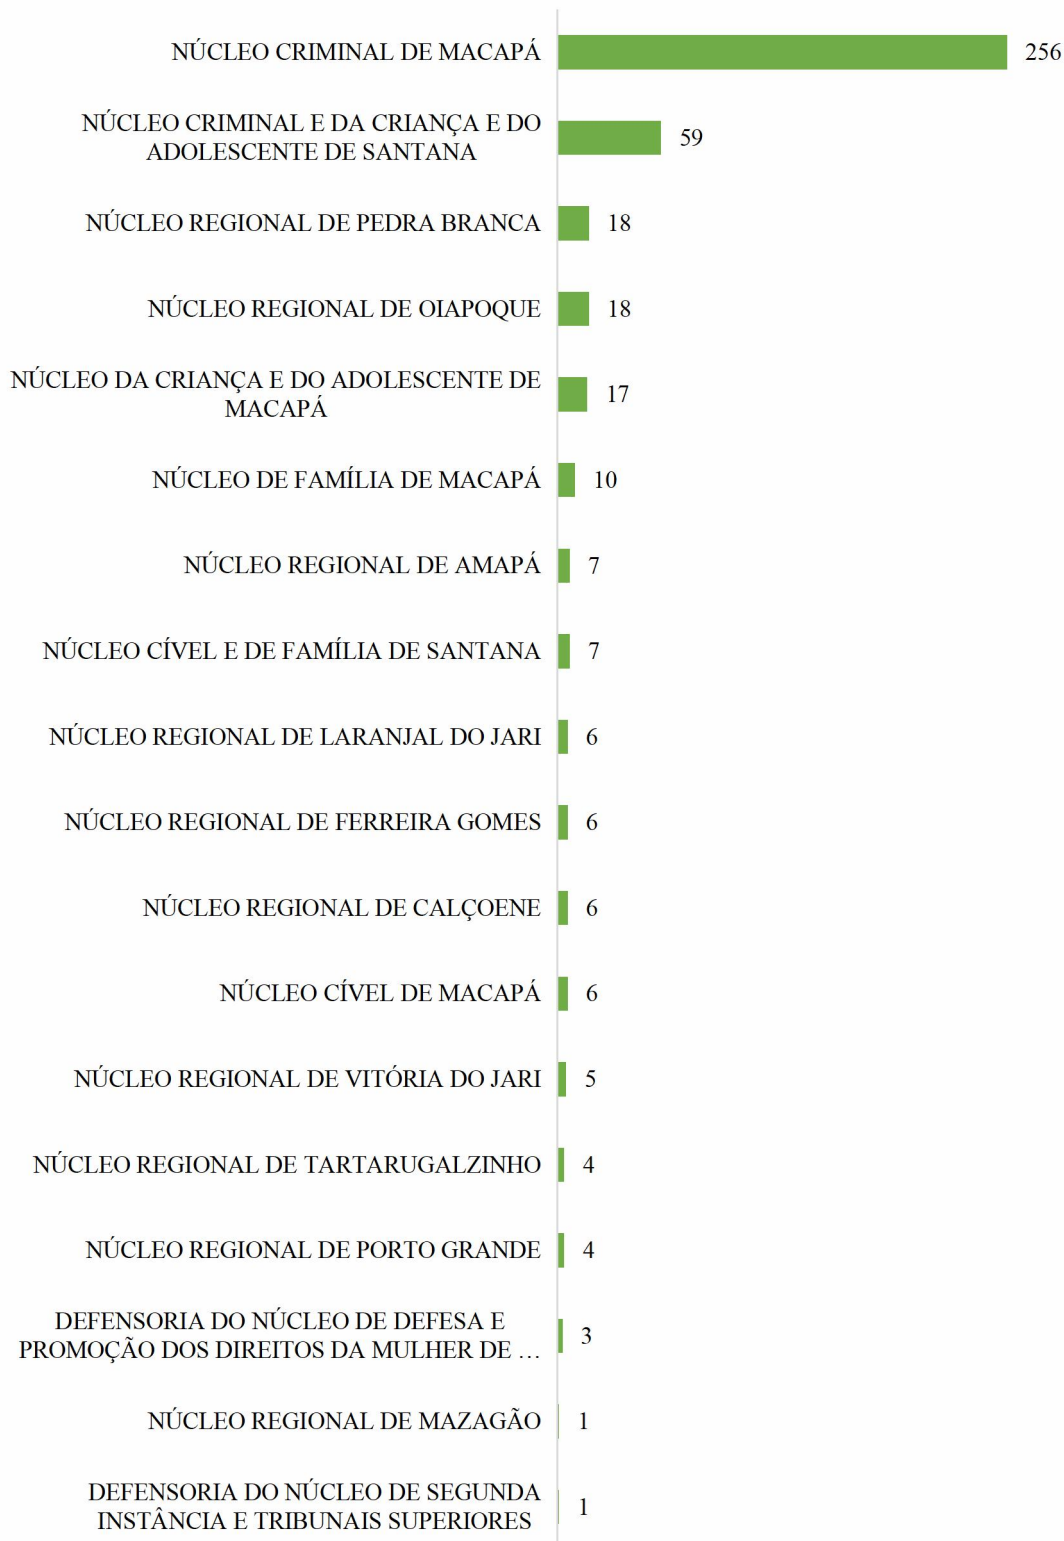 NÚCLEO CRIMINAL DE MACAPÁ 256
NÚCLEO CRIMINAL E DA CRIANÇA E DO
ADOLESCENTE DE SANTANA 59
NÚCLEO REGIONAL DE PEDRA BRANCA 18
NÚCLEO REGIONAL DE OIAPOQUE 18
NÚCLEO DA CRIANÇA E DO ADOLESCENTE DE
MACAPÁ 17
NÚCLEO DE FAMÍLIA DE MACAPÁ 10
NÚCLEO REGIONAL DE AMAPÁ 7
NÚCLEO CÍVEL E DE FAMÍLIA DE SANTANA 7
NÚCLEO REGIONAL DE LARANJAL DO JARI 6
NÚCLEO REGIONAL DE FERREIRA GOMES 6
NÚCLEO REGIONAL DE CALÇOENE 6
NÚCLEO CÍVEL DE MACAPÁ 6
NÚCLEO REGIONAL DE VITÓRIA DO JARI 5
NÚCLEO REGIONAL DE TARTARUGALZINHO 4
NÚCLEO REGIONAL DE PORTO GRANDE 4
DEFENSORIA DO NÚCLEO DE DEFESA E
PROMOÇÃO DOS DIREITOS DA MULHER DE … 3
NÚCLEO REGIONAL DE MAZAGÃO 1
DEFENSORIA DO NÚCLEO DE SEGUNDA
INSTÂNCIA E TRIBUNAIS SUPERIORES 1